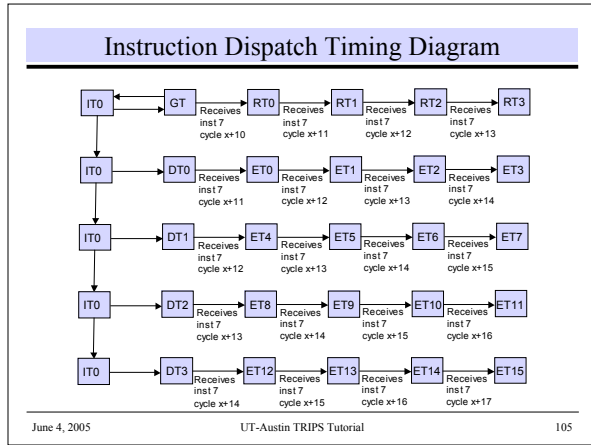 Instruction Dispatch Timing Diagram
IT0 GT RT0 RT1 RT2 RT3
Receives Receives Receives Receives
inst 7 inst 7 inst 7 inst 7
cycle x+10 cycle x+11 cycle x+12 cycle x+13
IT0 DT0 ET0 ET1 ET2 ET3
Receives Receives Receives Receives
inst 7 inst 7 inst 7 inst 7
cycle x+11 cycle x+12 cycle x+13 cycle x+14
IT0 DT1 ET4 ET5 ET6 ET7
Receives Receives Receives Receives
inst 7 inst 7 inst 7 inst 7
cycle x+12 cycle x+13 cycle x+14 cycle x+15
IT0 DT2 ET8 ET9 ET10 ET11
Receives Receives Receives Receives
inst 7 inst 7 inst 7 inst 7
cycle x+13 cycle x+14 cycle x+15 cycle x+16
IT0 DT3 ET12 ET13 ET14 ET15
Receives Receives Receives Receives
inst 7 inst 7 inst 7 inst 7
cycle x+14 cycle x+15 cycle x+16 cycle x+17
June 4, 2005 UT-Austin TRIPS Tutorial 105